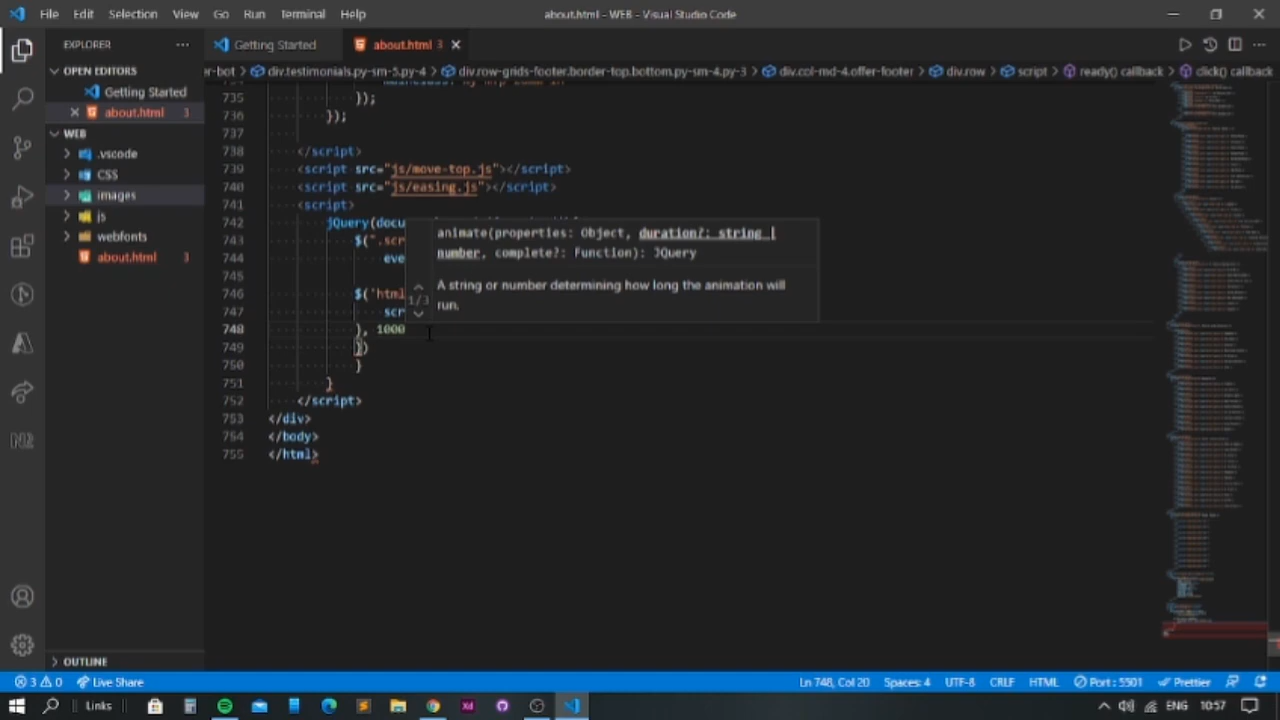 File Edit Selection View Go Run Terminal Help
about.html - WEB - Visual Studio Code
EXPLORER
Getting Started
about.html 3
OPEN EDITORS
er-bot > div.testimonials.py-sm-5.py-4 > div.row-grids-footer.border-top.bottom.py-sm-4.py-3 > div.col-md-4.offer-footer > div.row > script > ready() callback > click() callback
Getting Started
about.html 3
WEB
.vscode
CSS
images
js
webfonts
about.html 3
735 });
736 });
737
738 </script>
739 <script src="js/move-top.js"></script>
740 <script src="js/easing.js"></script>
741 <script>
742 jQuery(docu
743 $(".scr
744 eve
745
746 $('html
747 scr
748 }, 1000
749 })
750 }
751 }
752 </script>
753 </div>
754 </body>
755 </html>
animate(properties: Object, duration?: string |
number, complete?: Function): JQuery
A string or number determining how long the animation will
1/3
run.
OUTLINE
3 0 Live Share
Ln 748, Col 20 Spaces: 4 UTF-8 CRLF HTML Port : 5501 Prettier
Links
ENG 10:57